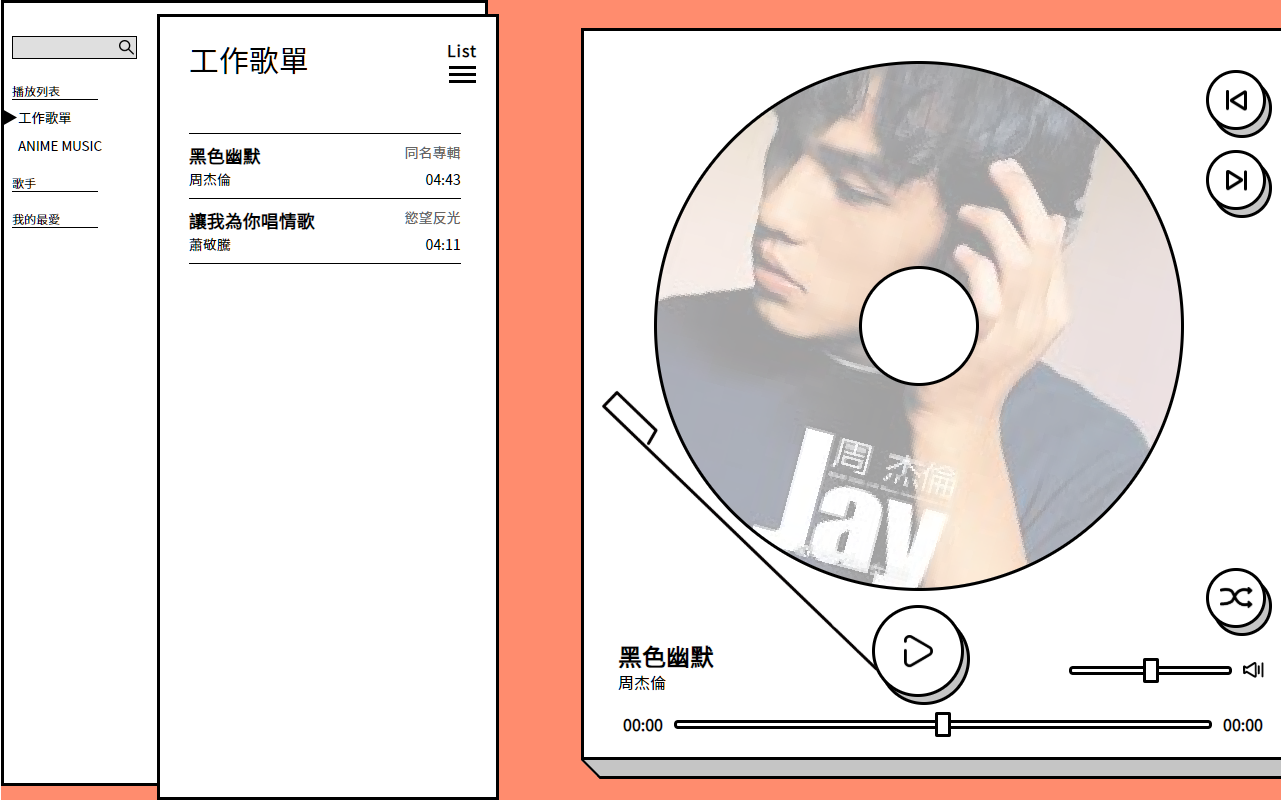 播放列表
工作歌單
ANIME MUSIC
歌手
我的最愛
工作歌單
List
黑色幽默
同名專輯
周杰倫
04:43
讓我為你唱情歌
慾望反光
蕭敬騰
04:11
周杰倫
Jay
黑色幽默
周杰倫
00:00
00:00